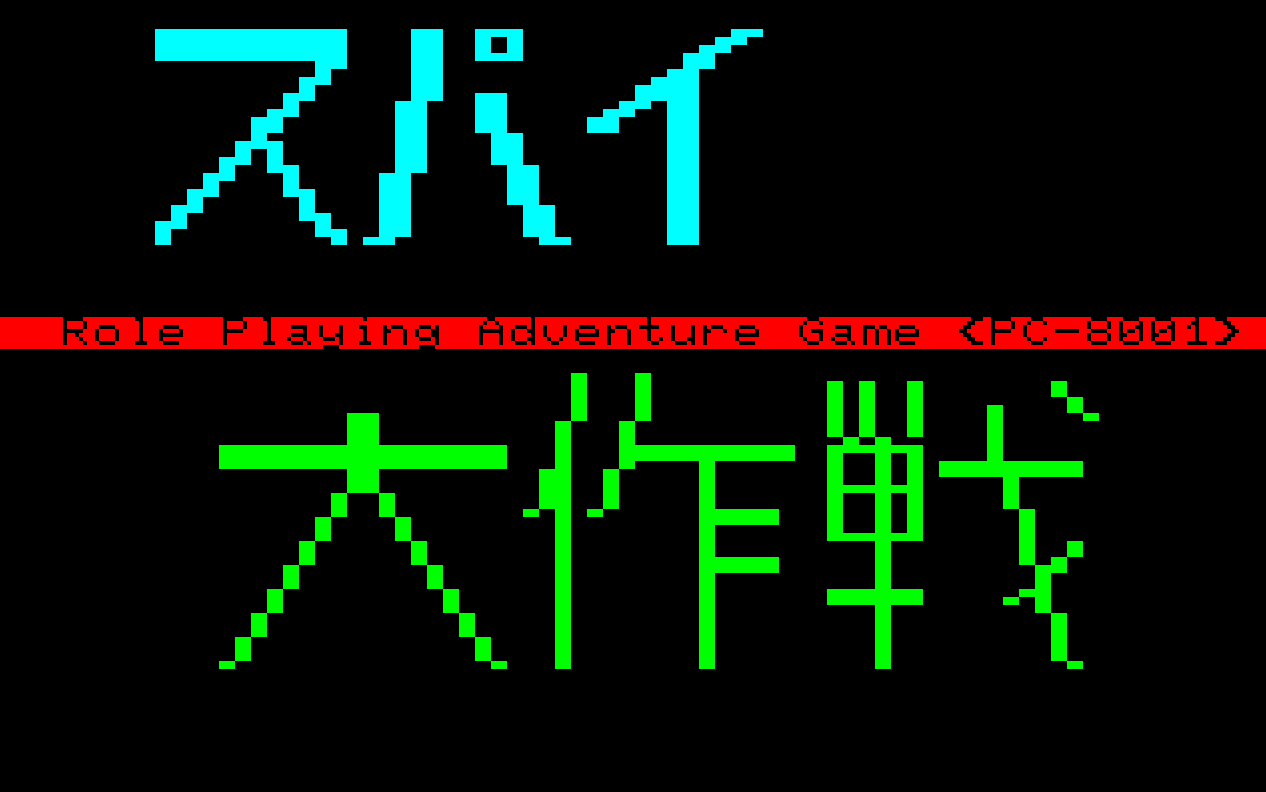 スパイ
Role Playing Adventure Game <PC-8001>
大作戦